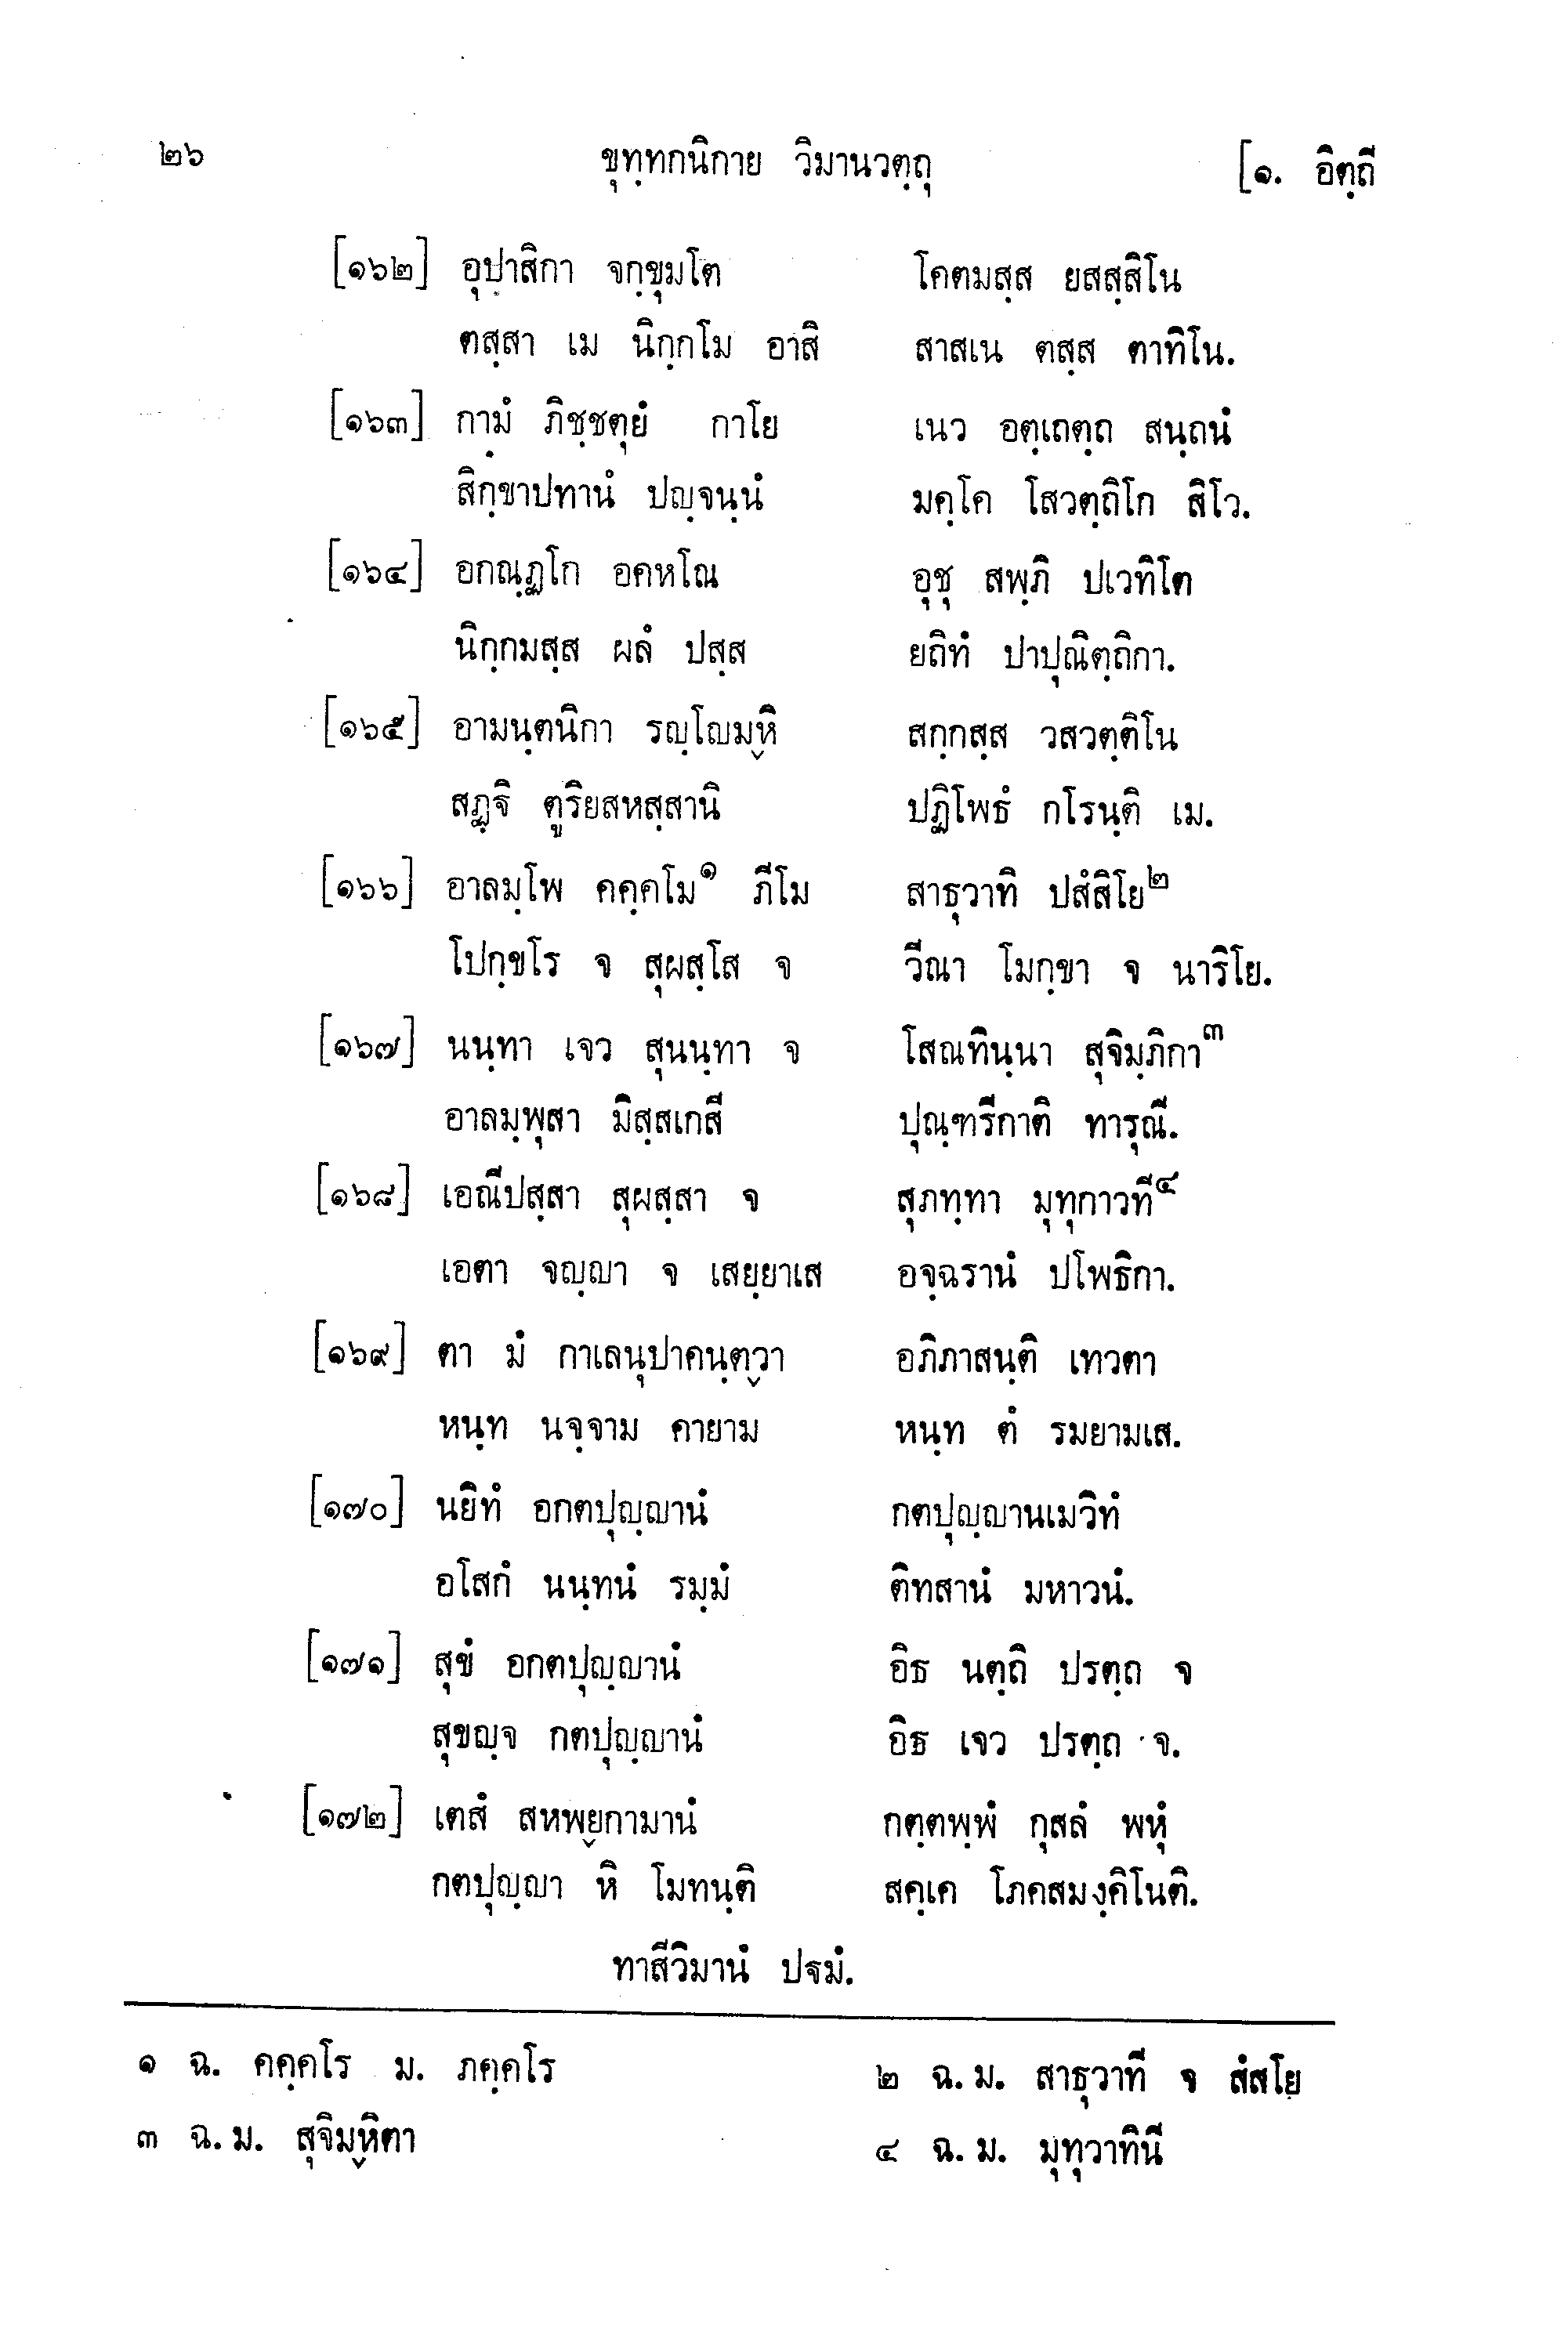 ๒๖ ขุทฺทกนิกาย วิมานวตฺถุ [๑. อิตฺถี
[๑๖๒] อุปาสิกา จกฺขุมโต โคตมสฺส ยสสฺสิโน
ตสฺสา เม นิกฺกโม อาสิ สาสเน ตสฺส ตาทิโน.
[๑๖๓] กามํ ภิชฺชตุยํ กาโย เนว อตฺเถตฺถ สนฺถนํ
สิกฺขาปทานํ ปญฺจนฺนํ มคฺโค โสวตฺถิโก สิโว.
[๑๖๔] อกณฺฏโก อคหโณ อุชุ สพฺภิ ปเวทิโต
นิกฺกมสฺส ผลํ ปสฺส ยถิทํ ปาปุณิตฺถิกา.
[๑๖๕] อามนฺตนิกา รญฺโญมฺหิ สกฺกสฺส วสวตฺติโน
สฏฺฐิ ตูริยสหสฺสานิ ปฏิโพธํ กโรนฺติ เม.
[๑๖๖] อาลมฺโพ คคฺคโม๑ ภีโม สาธุวาทิ ปสํสิโย๒
โปกฺขโร จ สุผสฺโส จ วีณา โมกฺขา จ นาริโย.
[๑๖๗] นนฺทา เจว สุนนฺทา จ โสณทินฺนา สุจิมฺภิกา๓
อาลมฺพุสา มิสฺสเกสี ปุณฺฑรีกาติ ทารุณี.
[๑๖๘] เอณีปสฺสา สุผสฺสา จ สุภทฺทา มุทุกาวที๔
เอตา จญฺญา จ เสยฺยาเส อจฺฉรานํ ปโพธิกา.
[๑๖๙] ตา มํ กาเลนุปาคนฺตฺวา อภิภาสนฺติ เทวตา
หนฺท นจฺจาม คายาม หนฺท ตํ รมยามเส.
[๑๗๐] นยิทํ อกตปุญฺญานํ กตปุญฺญานเมวิทํ
อโสกํ นนฺทนํ รมฺมํ ติทสานํ มหาวนํ.
[๑๗๑] สุขํ อกตปุญฺญานํ อิธ นตฺถิ ปรตฺถ จ
สุขญฺจ กตปุญฺญานํ อิธ เจว ปรตฺถ จ.
[๑๗๒] เตสํ สหพฺยกามานํ กตฺตพฺพํ กุสลํ พหุํ
กตปุญฺญา หิ โมทนฺติ สคฺเค โภคสมงฺคิโนติ.
ทาสีวิมานํ ปฐมํ.
๑ ฉ. คคฺคโร ม. ภคฺคโร ๒ ฉ. ม. สาธุวาที จ สํสโย
๓ ฉ. ม. สุจิมฺหิตา ๔ ฉ. ม. มุทุวาทินี